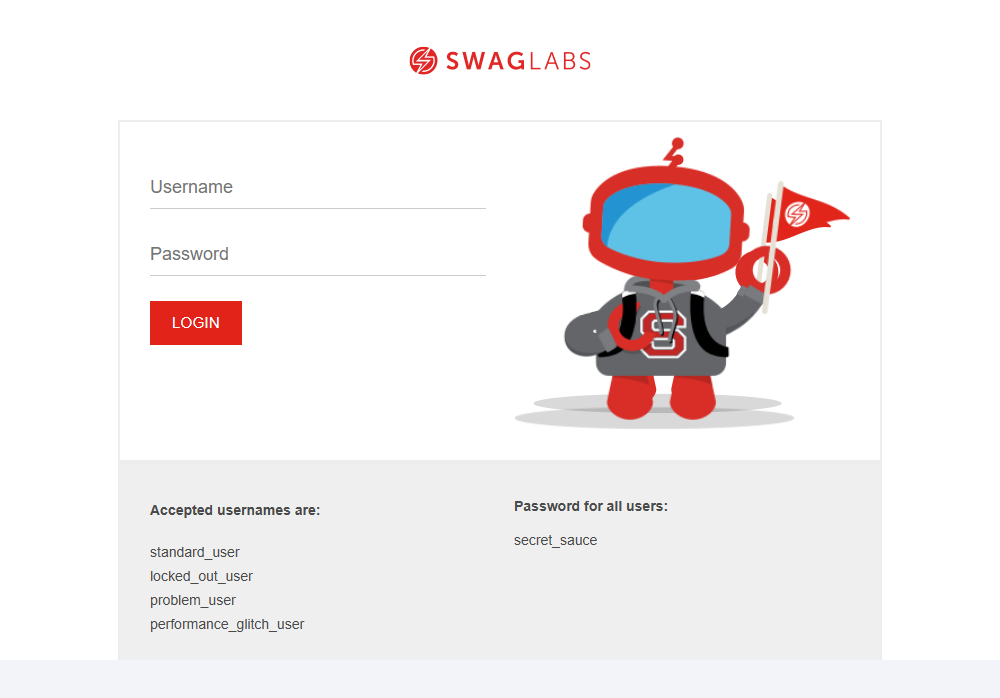 SWAGLABS
Username
Password
LOGIN
S
Accepted usernames are:
standard_user
locked_out_user
problem_user
performance_glitch_user
Password for all users:
secret_sauce